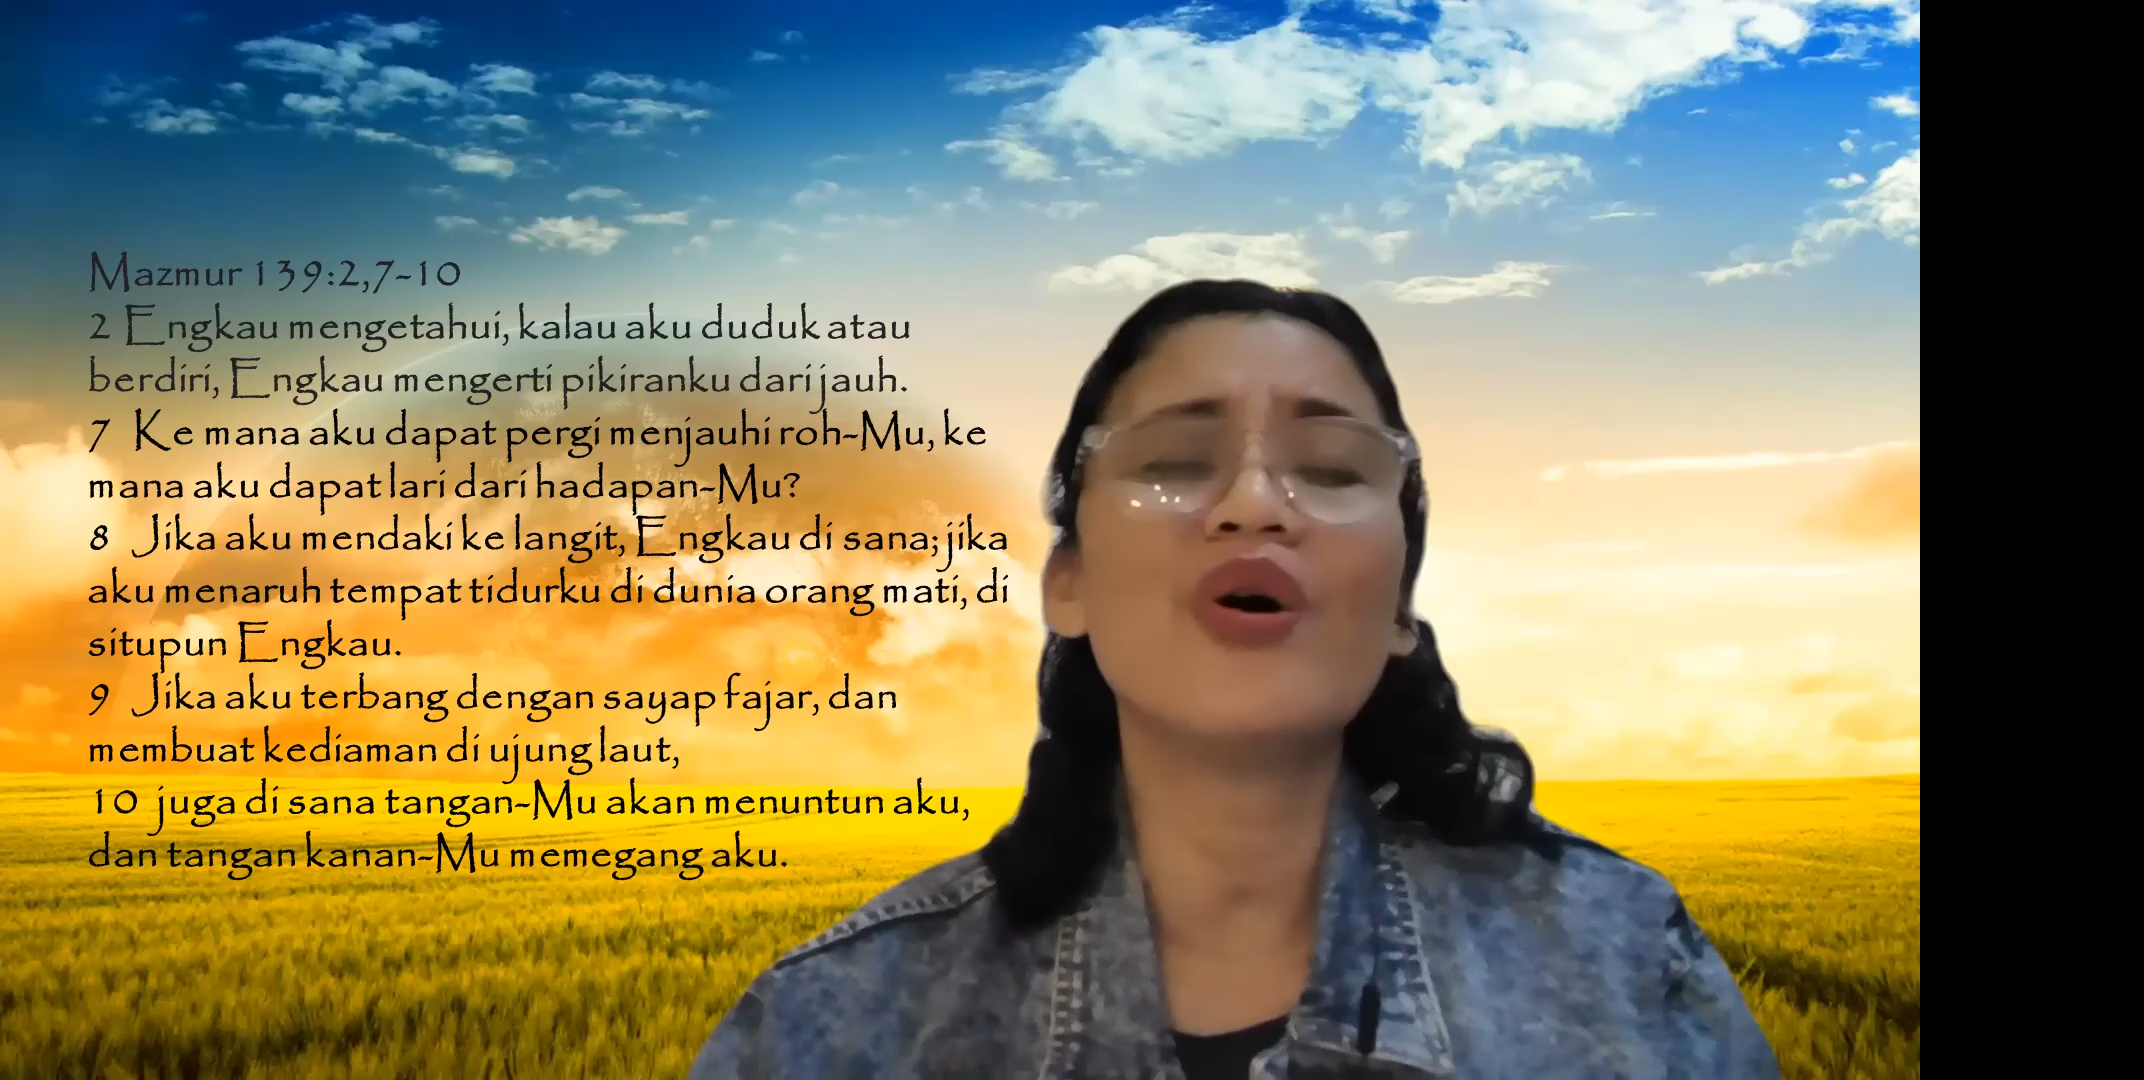 Mazmur 139:2,7-10
2 Engkau mengetahui, kalau aku duduk atau
berdiri, Engkau mengerti pikiranku dari jauh.
7 Ke mana aku dapat pergi menjauhi roh-Mu, ke
mana aku dapat lari dari hadapan-Mu?
8 Jika aku mendaki ke langit, Engkau di sana; jika
aku menaruh tempat tidurku di dunia orang mati, di
situpun Engkau.
9 Jika aku terbang dengan sayap fajar, dan
membuat kediaman di ujung laut,
10 juga di sana tangan-Mu akan menuntun aku,
dan tangan kanan-Mu memegang aku.